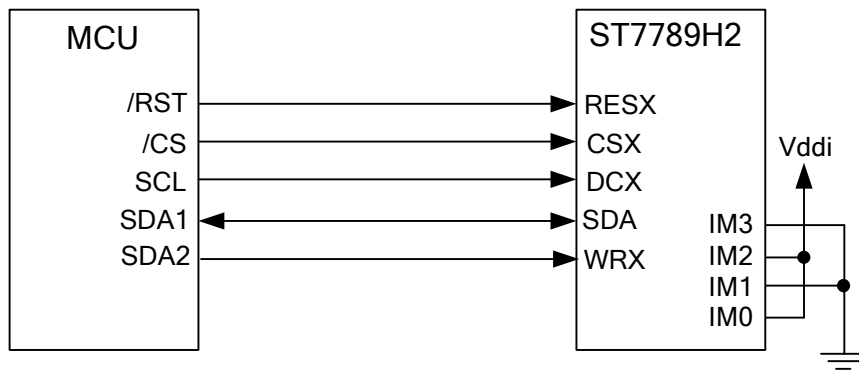 MCU
/RST
/CS
SCL
SDA1
SDA2
ST7789H2
RESX
CSX
DCX
SDA
WRX
IM3
IM2
IM1
IM0
Vddi